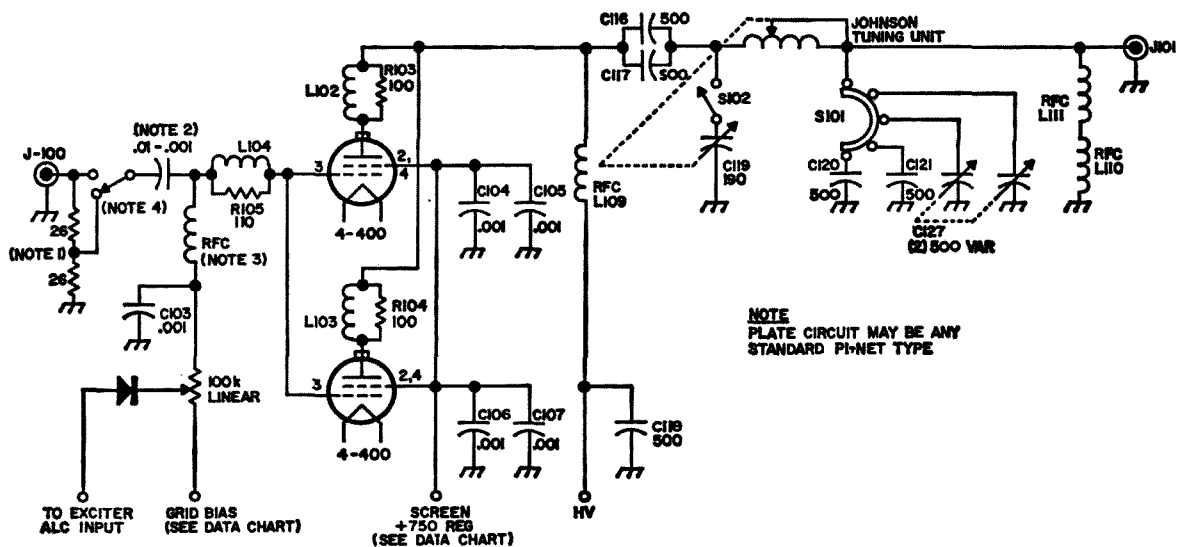 C116
500
C117
500
JOHNSON
TUNING UNIT
J101
L102
R103
100
S102
C119
190
S101
C120
500
C121
500
RFC
L111
RFC
L110
C127
(2) 500 VAR
(NOTE 2)
.01-.001
J-100
L104
R105
110
(NOTE 4)
26
(NOTE 1)
26
RFC
(NOTE 3)
C103
.001
3
2,
4
4-400
C104
.001
C105
.001
RFC
L109
L103
R104
100
3
2,4
4-400
C106
.001
C107
.001
C118
500
100k
LINEAR
NOTE
PLATE CIRCUIT MAY BE ANY
STANDARD PI-NET TYPE
TO EXCITER
ALC INPUT
GRID BIAS
(SEE DATA CHART)
SCREEN
+750 REG
(SEE DATA CHART)
HV